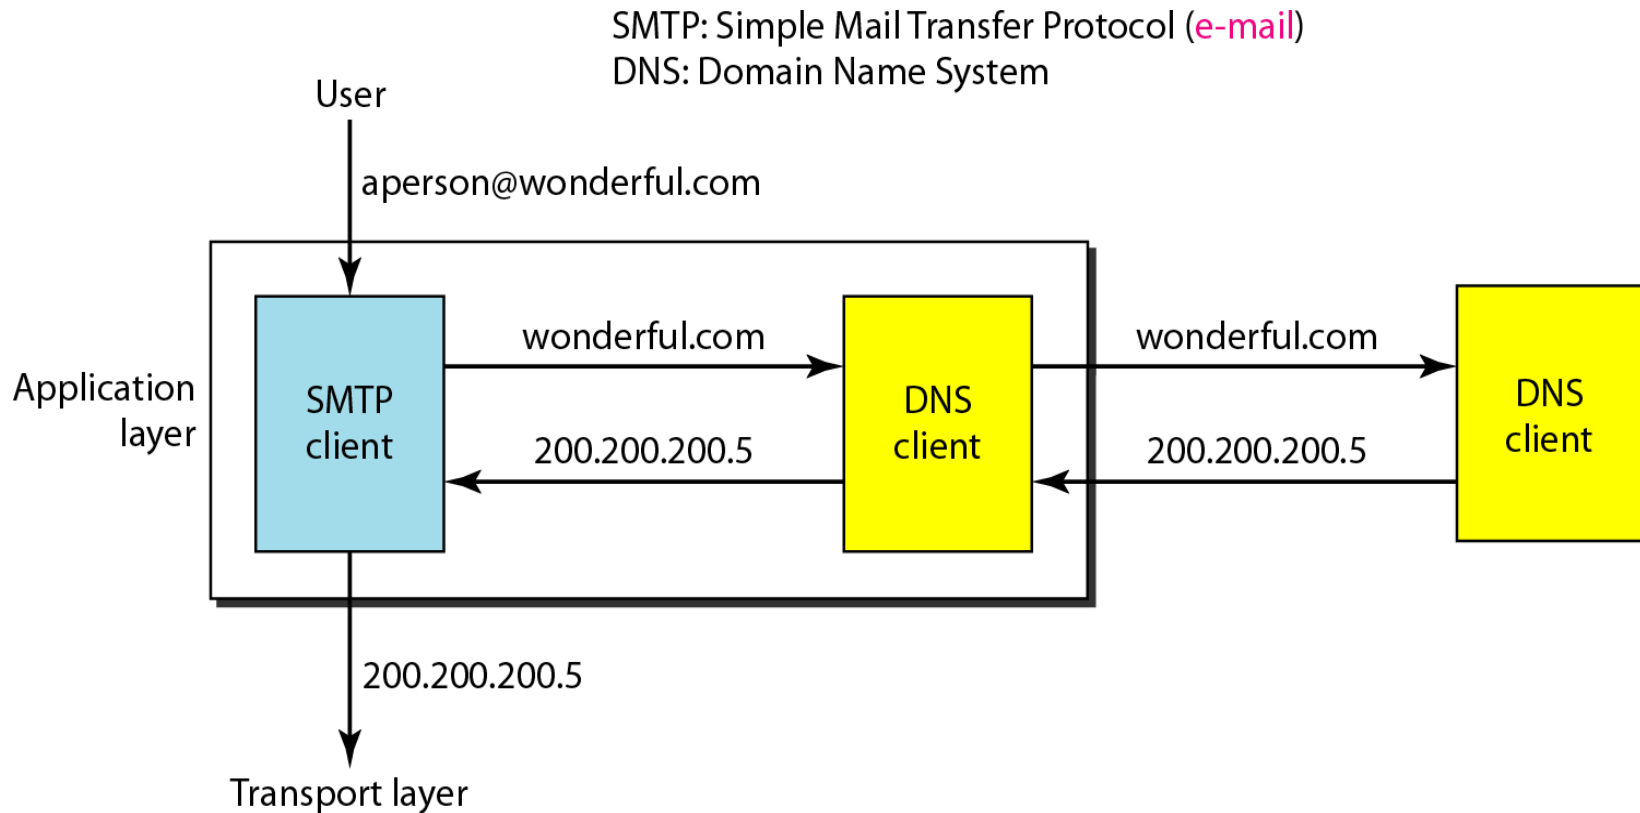 SMTP: Simple Mail Transfer Protocol (e-mail)
DNS: Domain Name System
User
aperson@wonderful.com
wonderful.com
wonderful.com
Application
layer
SMTP
client
DNS
client
DNS
client
200.200.200.5
200.200.200.5
200.200.200.5
Transport layer